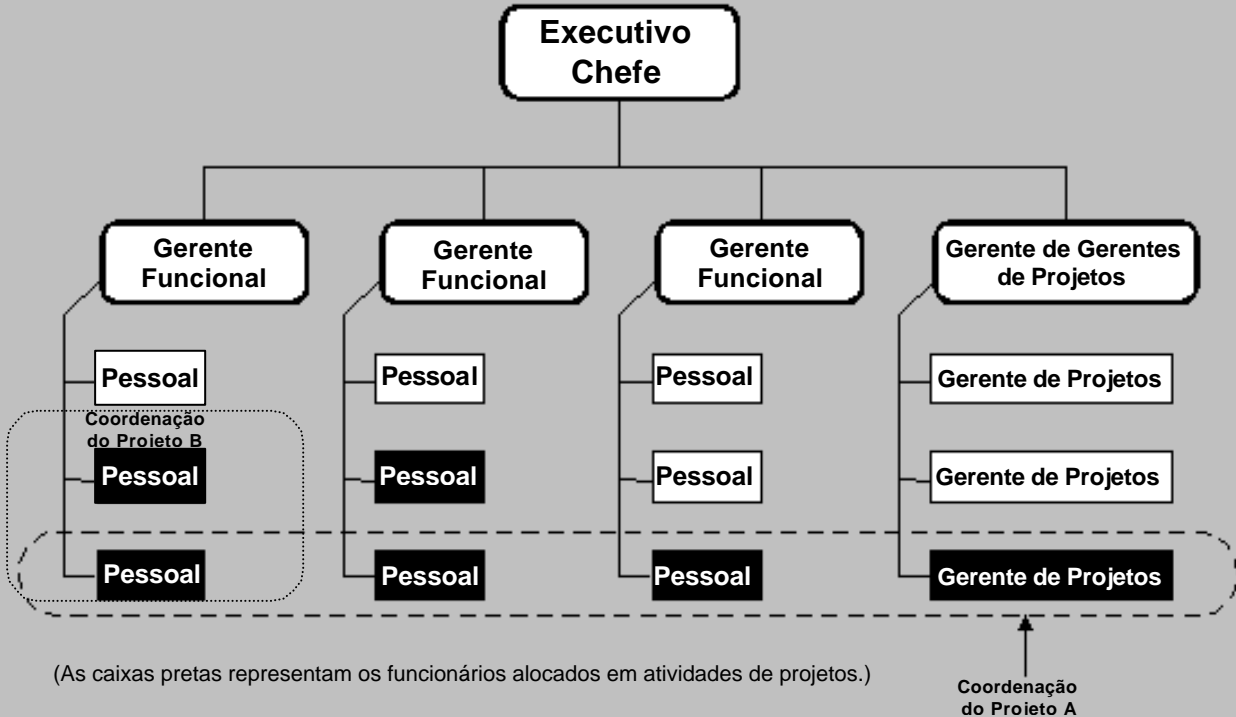 Executivo
Chefe
Gerente
Funcional
Gerente
Funcional
Gerente
Funcional
Gerente de Gerentes
de Projetos
Pessoal
Pessoal
Pessoal
Gerente de Projetos
Coordenação
do Projeto B
Pessoal
Pessoal
Pessoal
Gerente de Projetos
Pessoal
Pessoal
Pessoal
Gerente de Projetos
(As caixas pretas representam os funcionários alocados em atividades de projetos.)
Coordenação
do Projeto A